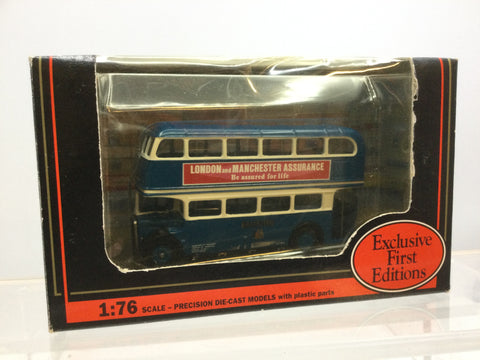 LONDON and MANCHESTER ASSURANCE
Be assured for life
Exclusive
First
Editions
1:76 SCALE – PRECISION DIE-CAST MODELS with plastic parts